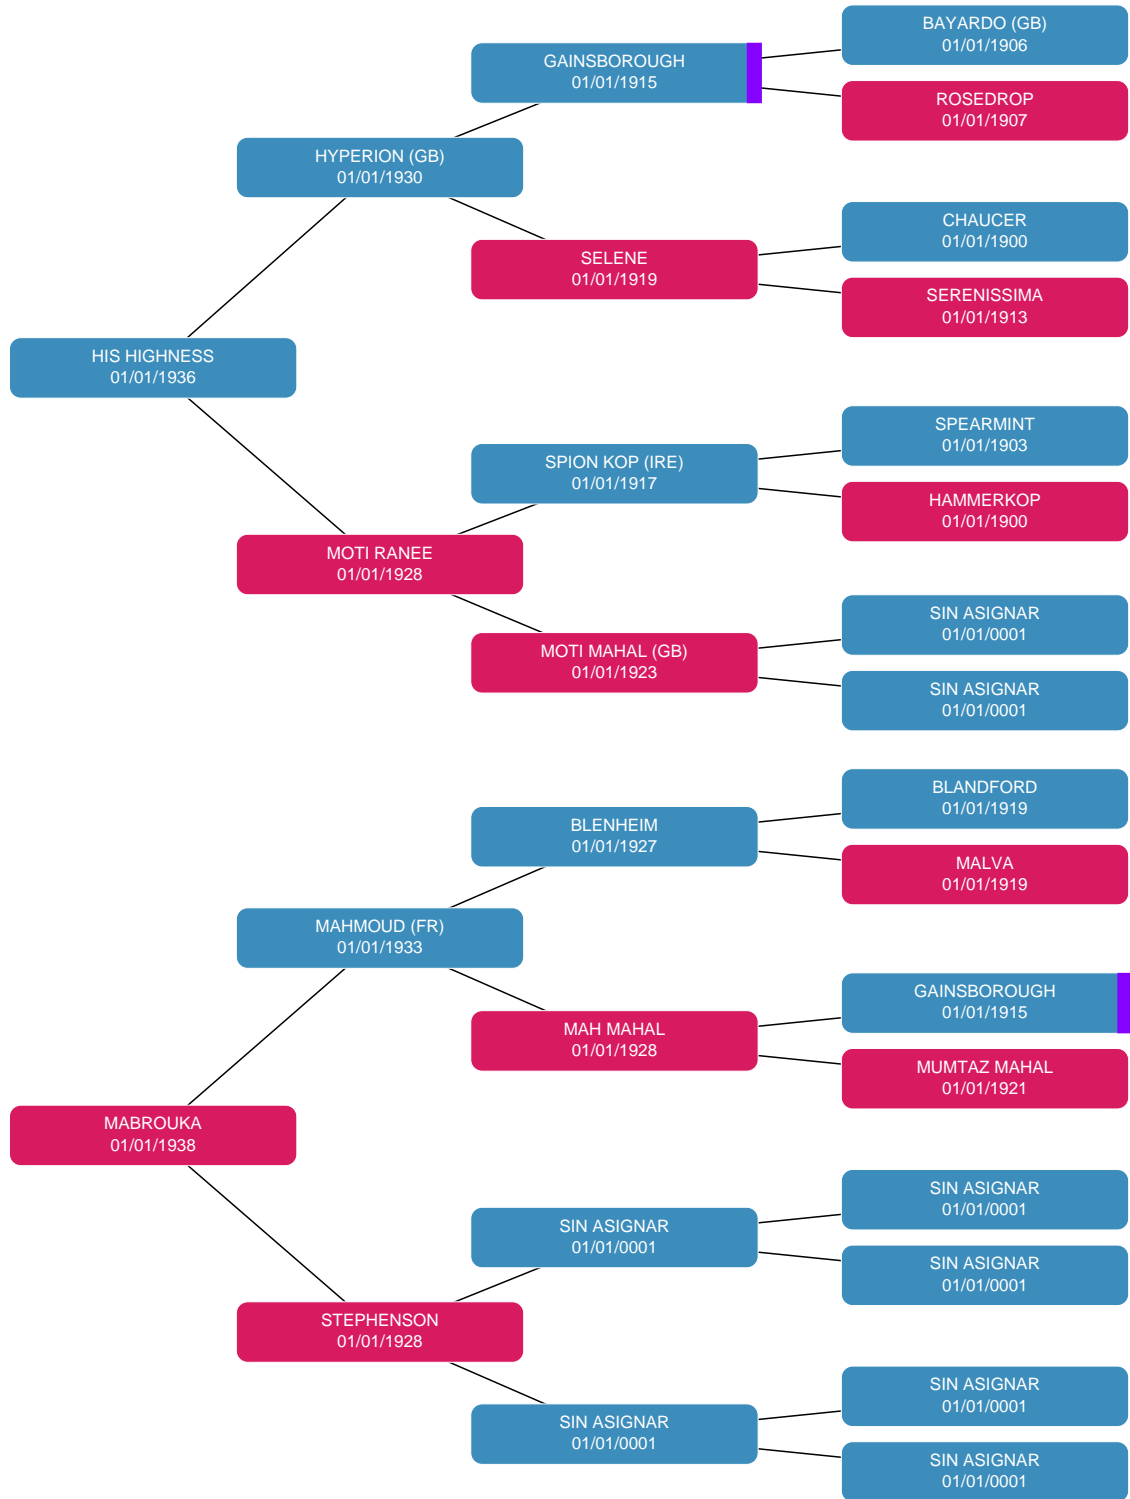 BAYARDO (GB)
01/01/1906
GAINSBOROUGH
01/01/1915
ROSEDROP
01/01/1907
HYPERION (GB)
01/01/1930
CHAUCER
01/01/1900
SELENE
01/01/1919
SERENISSIMA
01/01/1913
HIS HIGHNESS
01/01/1936
SPEARMINT
01/01/1903
SPION KOP (IRE)
01/01/1917
HAMMERKOP
01/01/1900
MOTI RANEE
01/01/1928
SIN ASIGNAR
01/01/0001
MOTI MAHAL (GB)
01/01/1923
SIN ASIGNAR
01/01/0001
BLANDFORD
01/01/1919
BLENHEIM
01/01/1927
MALVA
01/01/1919
MAHMOUD (FR)
01/01/1933
GAINSBOROUGH
01/01/1915
MAH MAHAL
01/01/1928
MUMTAZ MAHAL
01/01/1921
MABROUKA
01/01/1938
SIN ASIGNAR
01/01/0001
SIN ASIGNAR
01/01/0001
SIN ASIGNAR
01/01/0001
STEPHENSON
01/01/1928
SIN ASIGNAR
01/01/0001
SIN ASIGNAR
01/01/0001
SIN ASIGNAR
01/01/0001